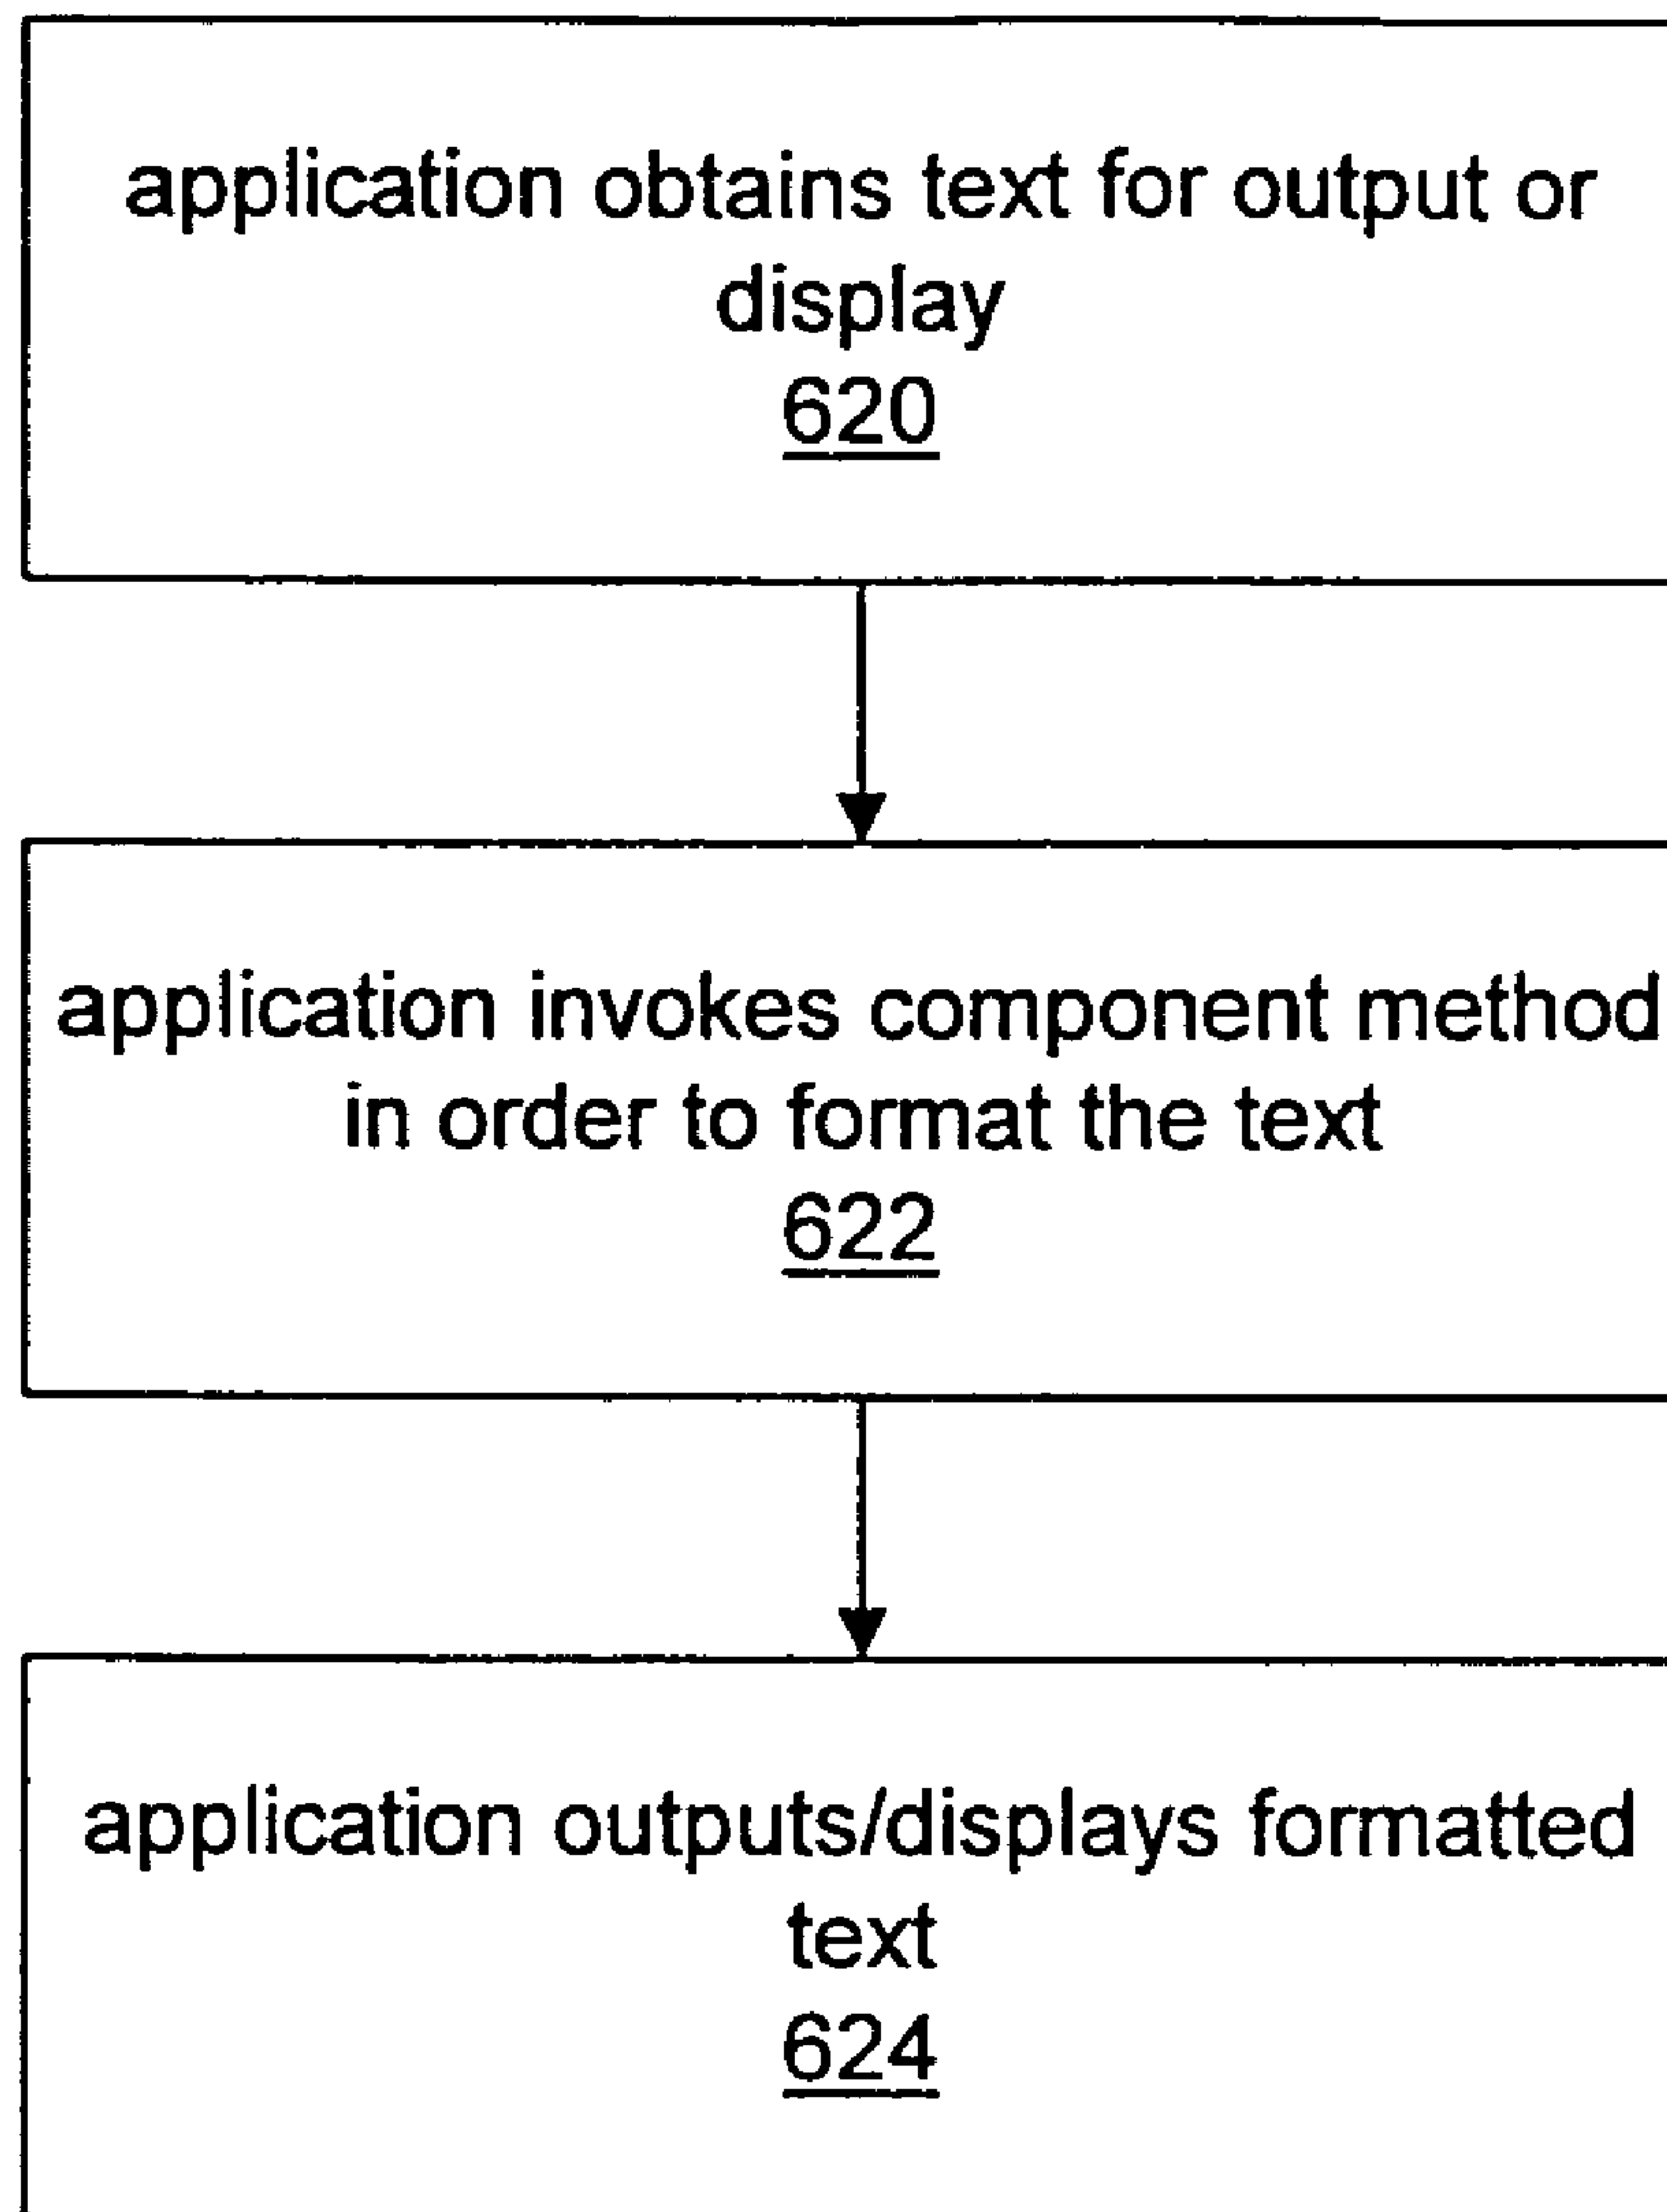 application obtains text for output or
display
620
application invokes component method
in order to format the text
622
application outputs/displays formatted
text
624